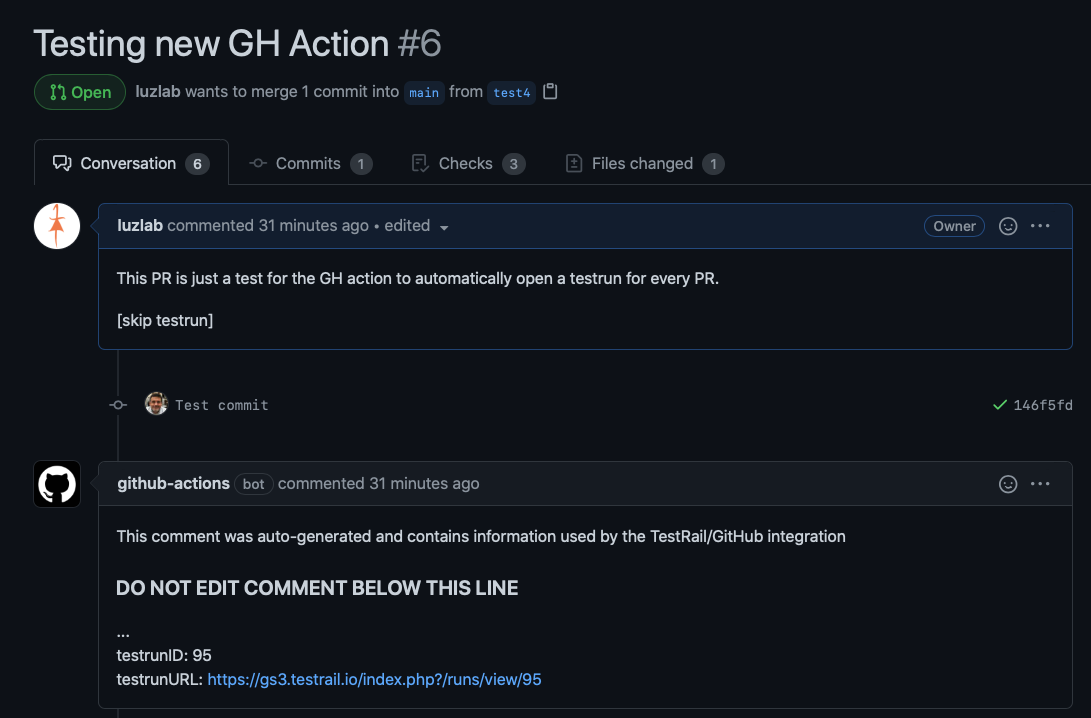 Testing new GH Action #6
Open luzlab wants to merge 1 commit into main from test4
Conversation 6 Commits 1 Checks 3 Files changed 1
luzlab commented 31 minutes ago • edited Owner
This PR is just a test for the GH action to automatically open a testrun for every PR.
[skip testrun]
Test commit 146f5fd
github-actions bot commented 31 minutes ago
This comment was auto-generated and contains information used by the TestRail/GitHub integration
DO NOT EDIT COMMENT BELOW THIS LINE
...
testrunID: 95
testrunURL: https://gs3.testrail.io/index.php?/runs/view/95